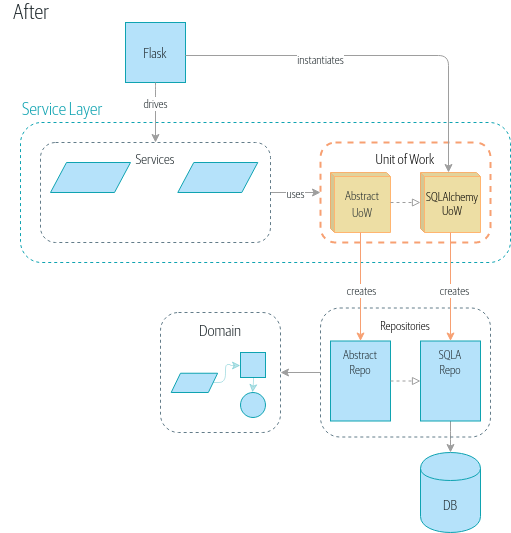 After
Flask
instantiates
drives
Service Layer
Services
Unit of Work
Abstract
UoW
SQLAlchemy
UoW
uses
creates
creates
Domain
Repositories
Abstract
Repo
SQLA
Repo
DB